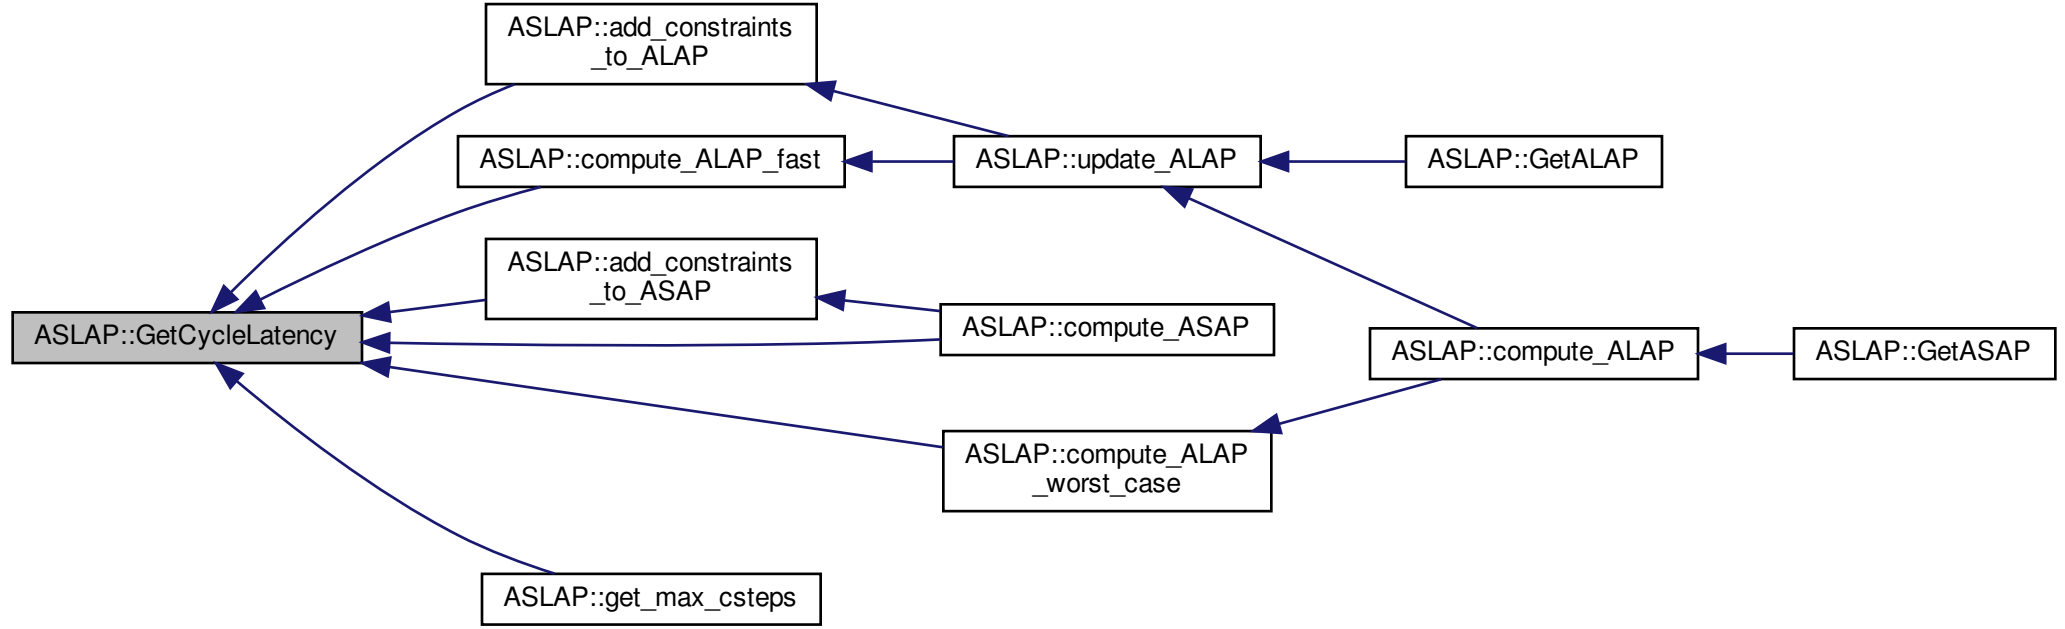 ASLAP::add_constraints
_to_ALAP
ASLAP::compute_ALAP_fast
ASLAP::update_ALAP
ASLAP::GetALAP
ASLAP::add_constraints
_to_ASAP
ASLAP::GetCycleLatency
ASLAP::compute_ASAP
ASLAP::compute_ALAP
ASLAP::GetASAP
ASLAP::compute_ALAP
_worst_case
ASLAP::get_max_csteps